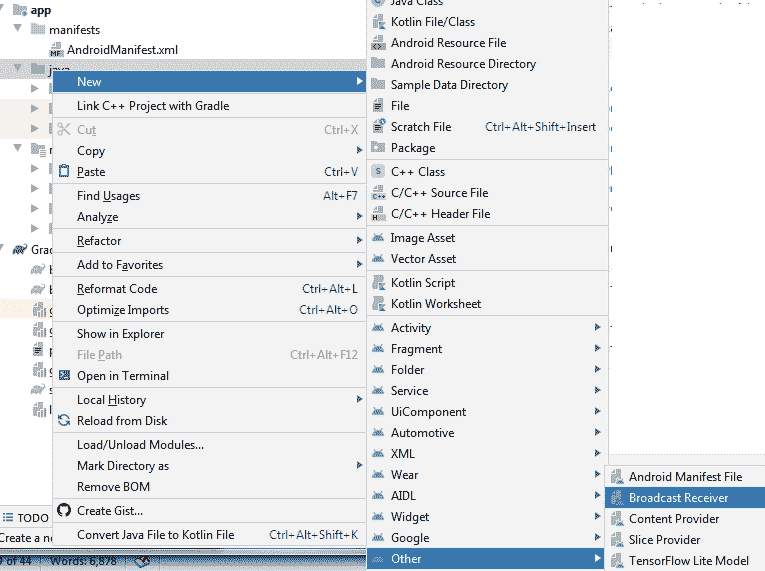 app
manifests
AndroidManifest.xml
java
New
Link C++ Project with Gradle
Cut Ctrl+X
Copy
Paste Ctrl+V
Find Usages Alt+F7
Analyze
Refactor
Add to Favorites
Reformat Code Ctrl+Alt+L
Optimize Imports Ctrl+Alt+O
Show in Explorer
File Path Ctrl+Alt+F12
Open in Terminal
Local History
Reload from Disk
Load/Unload Modules...
Mark Directory as
Remove BOM
Create Gist...
Convert Java File to Kotlin File Ctrl+Alt+Shift+K
Grad
TODO
Create a ne
of 44 Words: 6,878
Java Class
Kotlin File/Class
Android Resource File
Android Resource Directory
Sample Data Directory
File
Scratch File Ctrl+Alt+Shift+Insert
Package
C++ Class
C/C++ Source File
C/C++ Header File
Image Asset
Vector Asset
Kotlin Script
Kotlin Worksheet
Activity
Fragment
Folder
Service
UiComponent
Automotive
XML
Wear
AIDL
Widget
Google
Other
Android Manifest File
Broadcast Receiver
Content Provider
Slice Provider
TensorFlow Lite Model